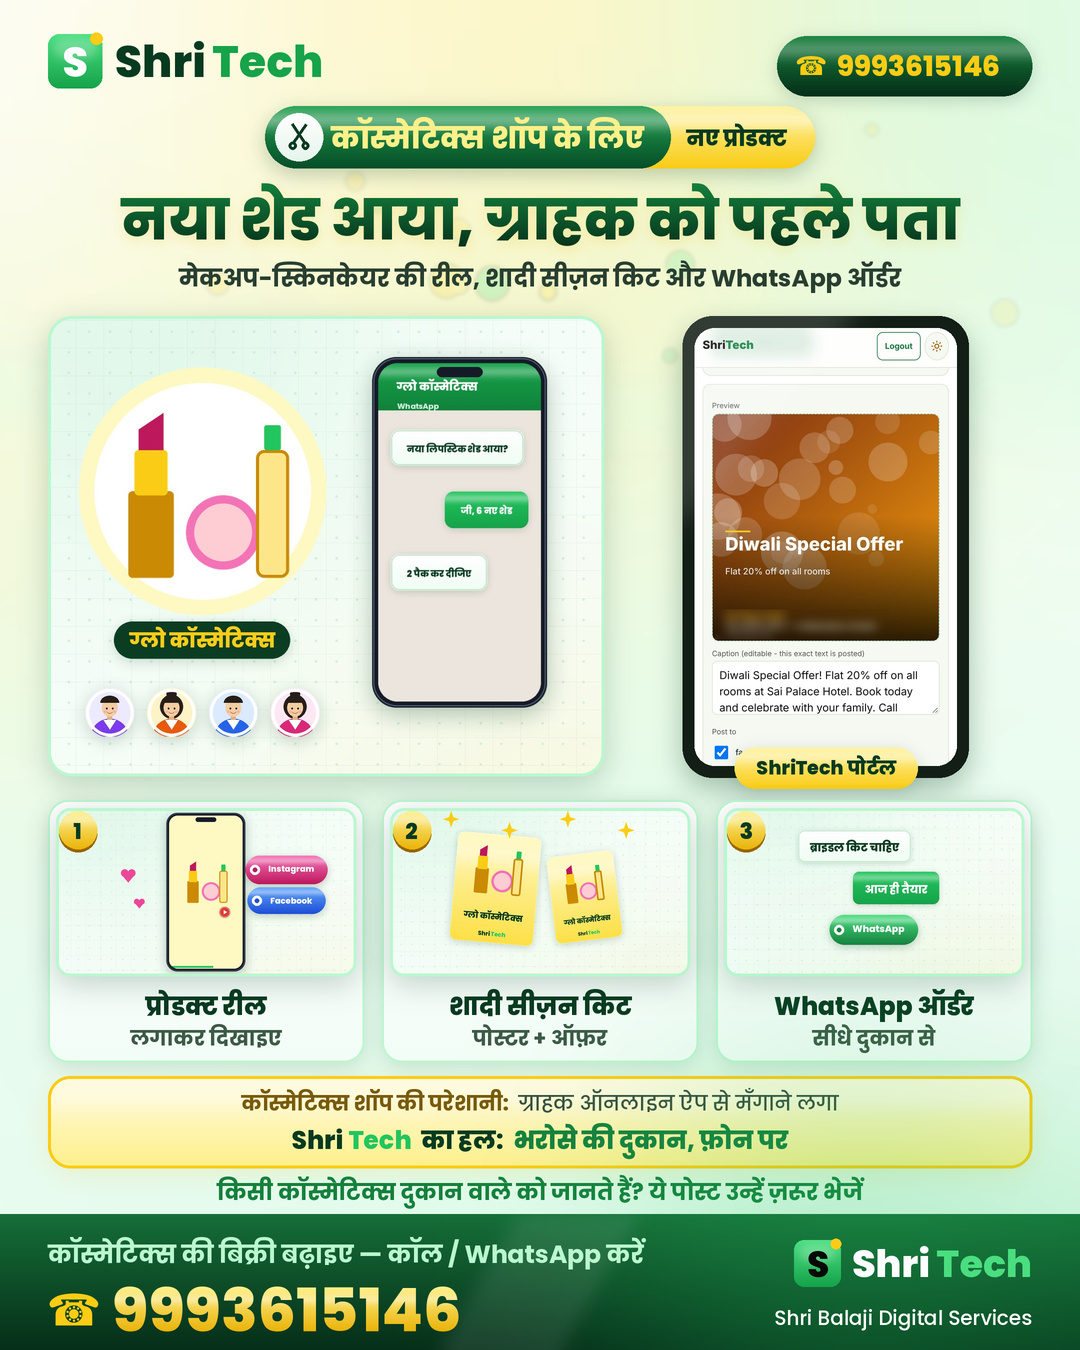 S Shri Tech
☎ 9993615146
कॉस्मेटिक्स शॉप के लिए
नए प्रोडक्ट
नया शेड आया, ग्राहक को पहले पता
मेकअप-स्किनकेयर की रील, शादी सीज़न किट और WhatsApp ऑर्डर
ग्लो कॉस्मेटिक्स
WhatsApp
नया लिपस्टिक शेड आया?
जी, 6 नए शेड
2 पैक कर दीजिए
ग्लो कॉस्मेटिक्स
ShriTech
Logout
Preview
Diwali Special Offer
Flat 20% off on all rooms
Caption (editable - this exact text is posted)
Diwali Special Offer! Flat 20% off on all
rooms at Sai Palace Hotel. Book today
and celebrate with your family. Call
Post to
ShriTech पोर्टल
1
Instagram
Facebook
प्रोडक्ट रील
लगाकर दिखाइए
2
ग्लो कॉस्मेटिक्स
Shri Tech
ग्लो कॉस्मेटिक्स
Shri Tech
शादी सीज़न किट
पोस्टर + ऑफ़र
3
ब्राइडल किट चाहिए
आज ही तैयार
WhatsApp
WhatsApp ऑर्डर
सीधे दुकान से
कॉस्मेटिक्स शॉप की परेशानी: ग्राहक ऑनलाइन ऐप से मँगाने लगा
Shri Tech का हल: भरोसे की दुकान, फ़ोन पर
किसी कॉस्मेटिक्स दुकान वाले को जानते हैं? ये पोस्ट उन्हें ज़रूर भेजें
कॉस्मेटिक्स की बिक्री बढ़ाइए — कॉल / WhatsApp करें
☎ 9993615146
S Shri Tech
Shri Balaji Digital Services